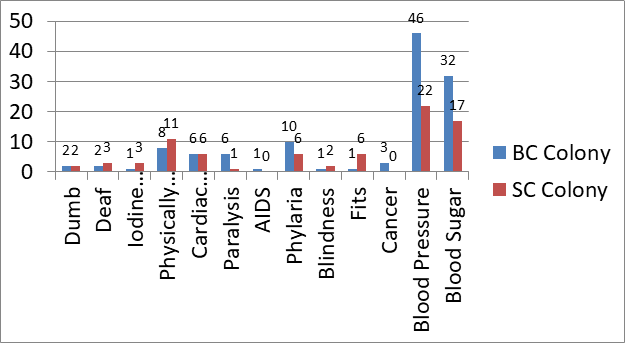 50
40
30
20
10
0
2 2
2 3
1 3
8 11
6 6
6 1
1 0
10 6
1 2
1 6
3 0
46 22
32 17
Dumb
Deaf
Iodine...
Physically...
Cardiac...
Paralysis
AIDS
Phylaria
Blindness
Fits
Cancer
Blood Pressure
Blood Sugar
BC Colony
SC Colony